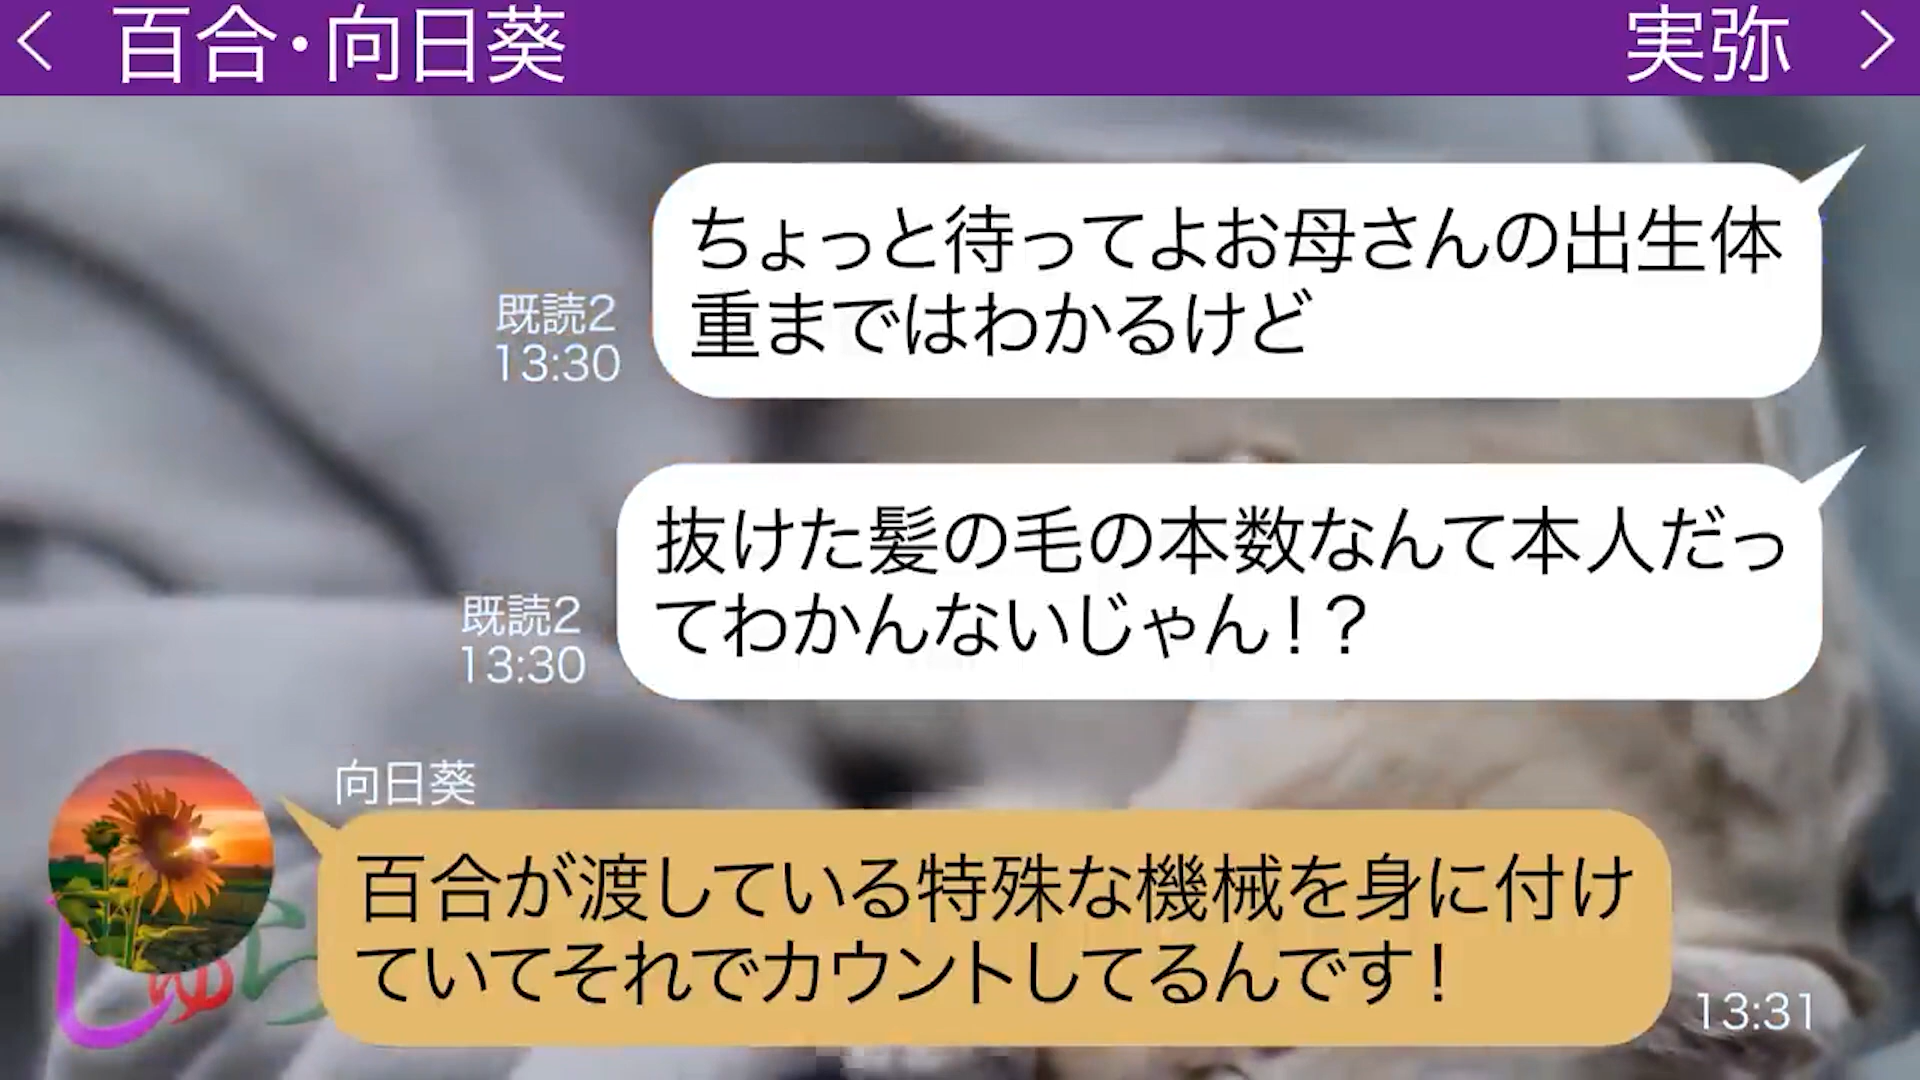 百合・向日葵
実弥
ちょっと待ってよお母さんの出生体
重まではわかるけど
既読2
13:30
抜けた髪の毛の本数なんて本人だっ
てわかんないじゃん！？
既読2
13:30
向日葵
百合が渡している特殊な機械を身に付け
ていてそれでカウントしてるんです！
13:31
しゅら